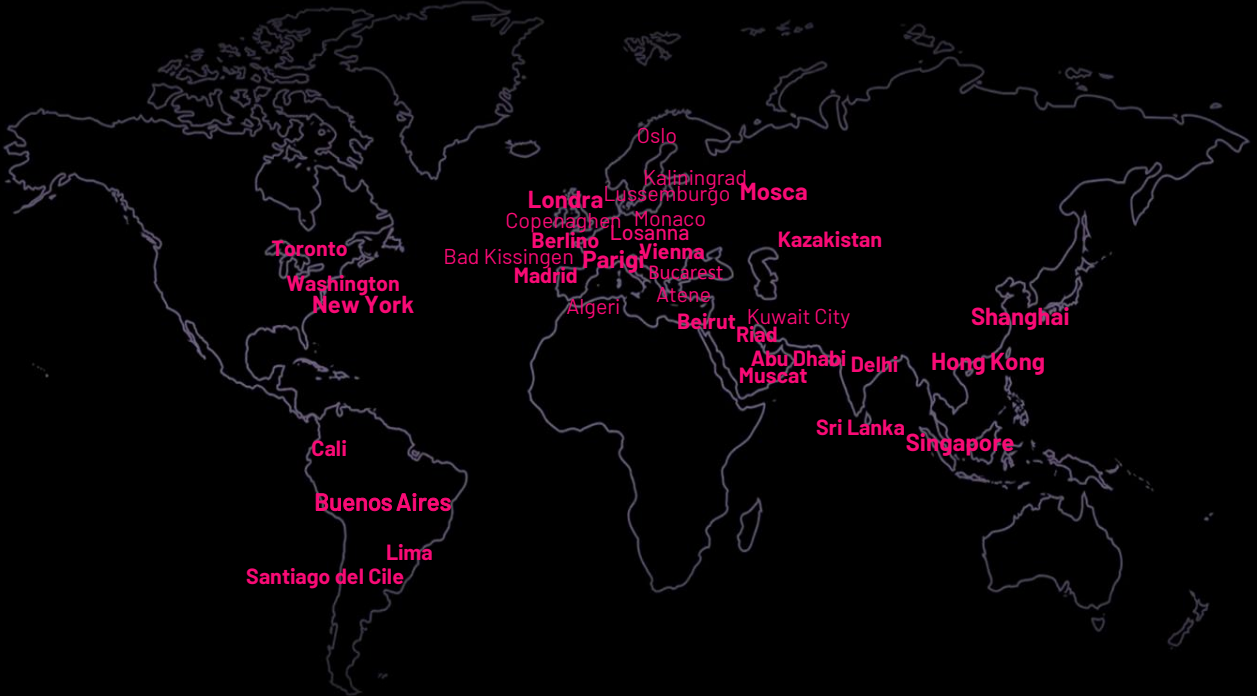 Oslo
Kaliningrad
Mosca
Lussemburgo
Londra
Monaco
Copenaghen
Losanna
Kazakistan
Berlino
Toronto
Vienna
Bad Kissingen
Parigi
Bucarest
Madrid
Washington
Atene
New York
Algeri
Kuwait City
Shanghai
Beirut
Riad
Abu Dhabi
Hong Kong
Delhi
Muscat
Sri Lanka
Singapore
Cali
Buenos Aires
Lima
Santiago del Cile